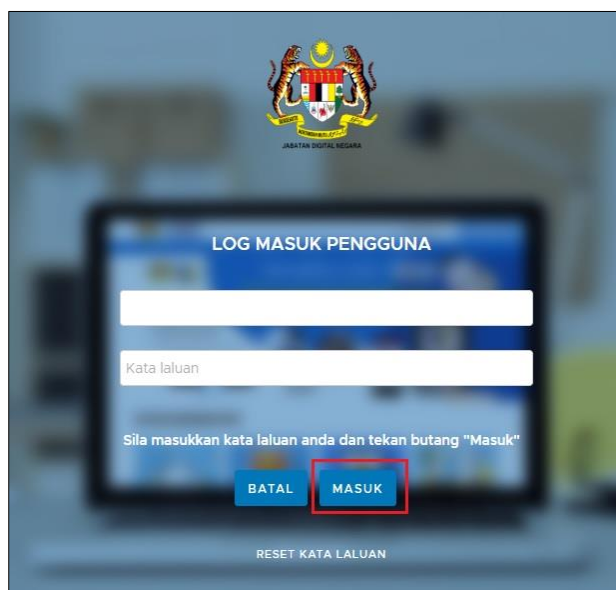 JABATAN DIGITAL NEGARA
LOG MASUK PENGGUNA
Kata laluan
Sila masukkan kata laluan anda dan tekan butang "Masuk"
BATAL
MASUK
RESET KATA LALUAN